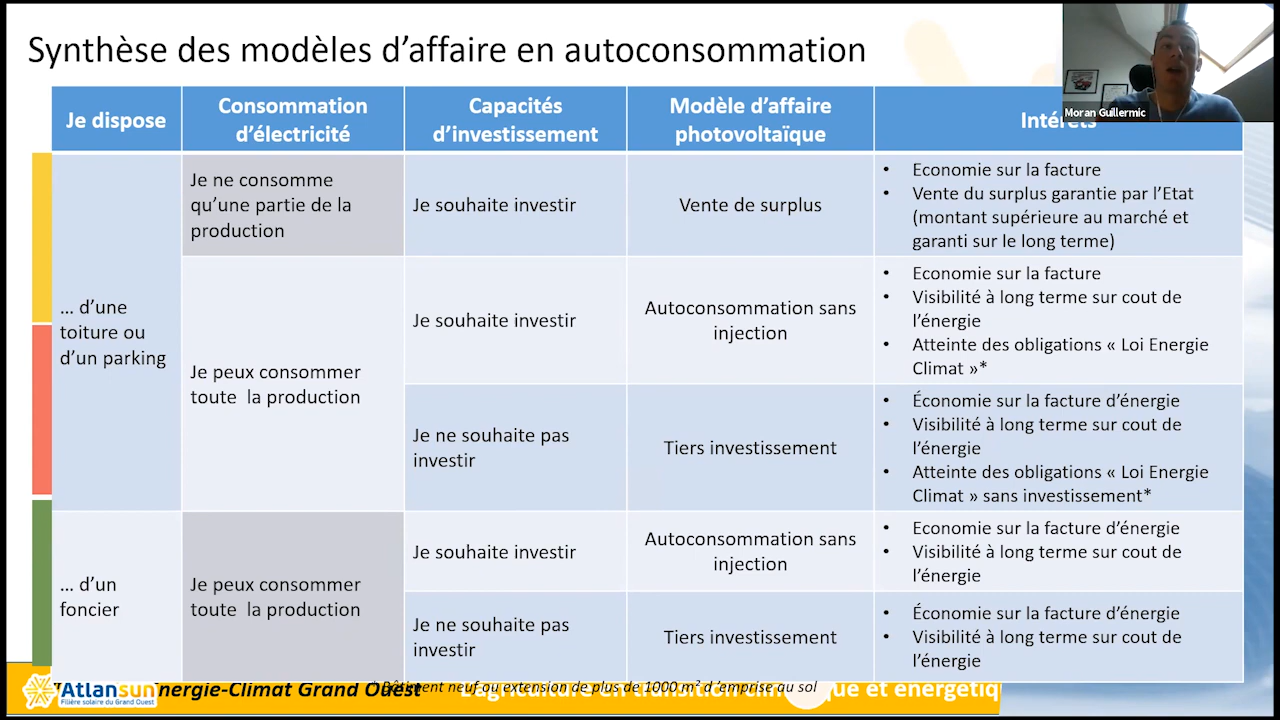 Synthèse des modèles d’affaire en autoconsommation
Moran Guillermic
Je dispose
Consommation
d’électricité
Capacités
d’investissement
Modèle d’affaire
photovoltaïque
Intérêts
… d’une
toiture ou
d’un parking
Je ne consomme
qu’une partie de la
production
Je souhaite investir
Vente de surplus
• Economie sur la facture
• Vente du surplus garantie par l’Etat
(montant supérieure au marché et
garanti sur le long terme)
Je peux consommer
toute la production
Je souhaite investir
Autoconsommation sans
injection
• Economie sur la facture
• Visibilité à long terme sur cout de
l’énergie
• Atteinte des obligations « Loi Energie
Climat »*
Je ne souhaite pas
investir
Tiers investissement
• Économie sur la facture d’énergie
• Visibilité à long terme sur cout de
l’énergie
• Atteinte des obligations « Loi Energie
Climat » sans investissement*
… d’un
foncier
Je peux consommer
toute la production
Je souhaite investir
Autoconsommation sans
injection
• Economie sur la facture d’énergie
• Visibilité à long terme sur cout de
l’énergie
Je ne souhaite pas
investir
Tiers investissement
• Économie sur la facture d’énergie
• Visibilité à long terme sur cout de
l’énergie
* Bâtiment neuf ou extension de plus de 1000 m² d ’emprise au sol
Atlansun
Filière solaire du Grand Ouest
Energie-Climat Grand Ouest
en transition
et